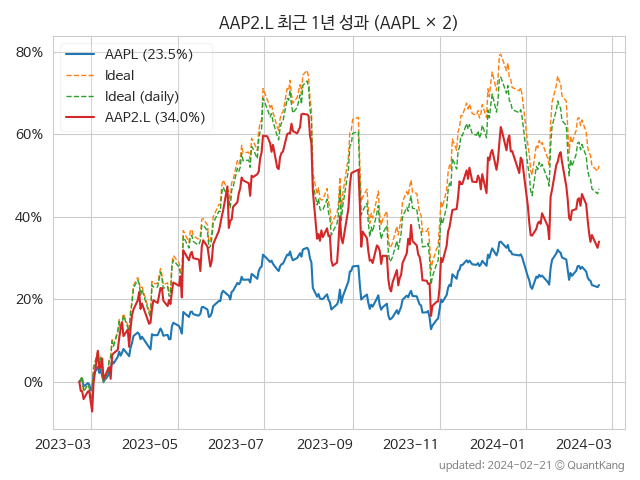 AAP2.L 최근 1년 성과 (AAPL × 2)
80%
60%
40%
20%
0%
AAPL (23.5%)
Ideal
Ideal (daily)
AAP2.L (34.0%)
2023-03 2023-05 2023-07 2023-09 2023-11 2024-01 2024-03
updated: 2024-02-21 © QuantKang